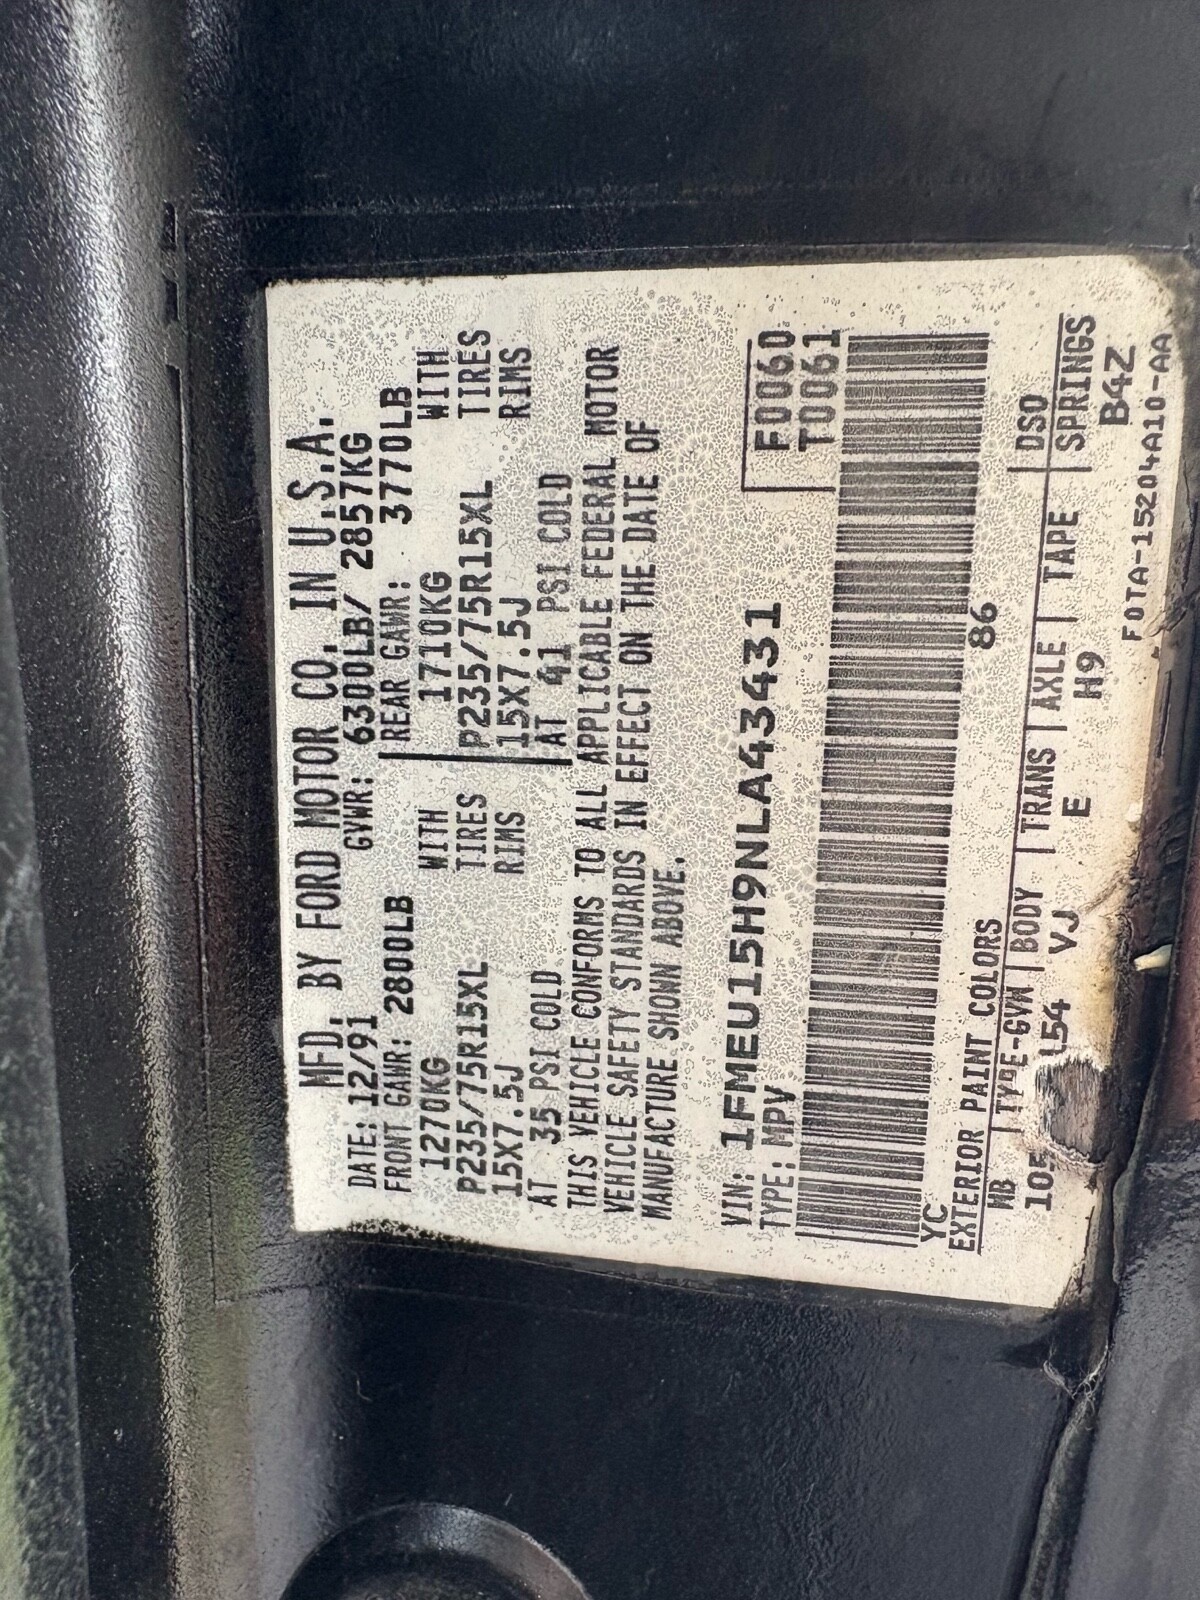 MFD. BY FORD MOTOR CO. IN U.S.A.
DATE: 12/91 GVWR: 6300LB/ 2857KG
FRONT GAWR: 2800LB REAR GAWR: 3770LB
1270KG WITH 1710KG WITH
P235/75R15XL TIRES P235/75R15XL TIRES
15X7.5J RIMS 15X7.5J RIMS
AT 35 PSI COLD AT 41 PSI COLD
THIS VEHICLE CONFORMS TO ALL APPLICABLE FEDERAL MOTOR
VEHICLE SAFETY STANDARDS IN EFFECT ON THE DATE OF
MANUFACTURE SHOWN ABOVE.
VIN: 1FMEU15H9NLA43431 F0060
TYPE: MPV T0061
YC 86
EXTERIOR PAINT COLORS DSO
WB TYPE-GVW BODY TRANS AXLE TAPE SPRINGS
105 VJ E H9 B4Z
F0TA-15204A10-AA